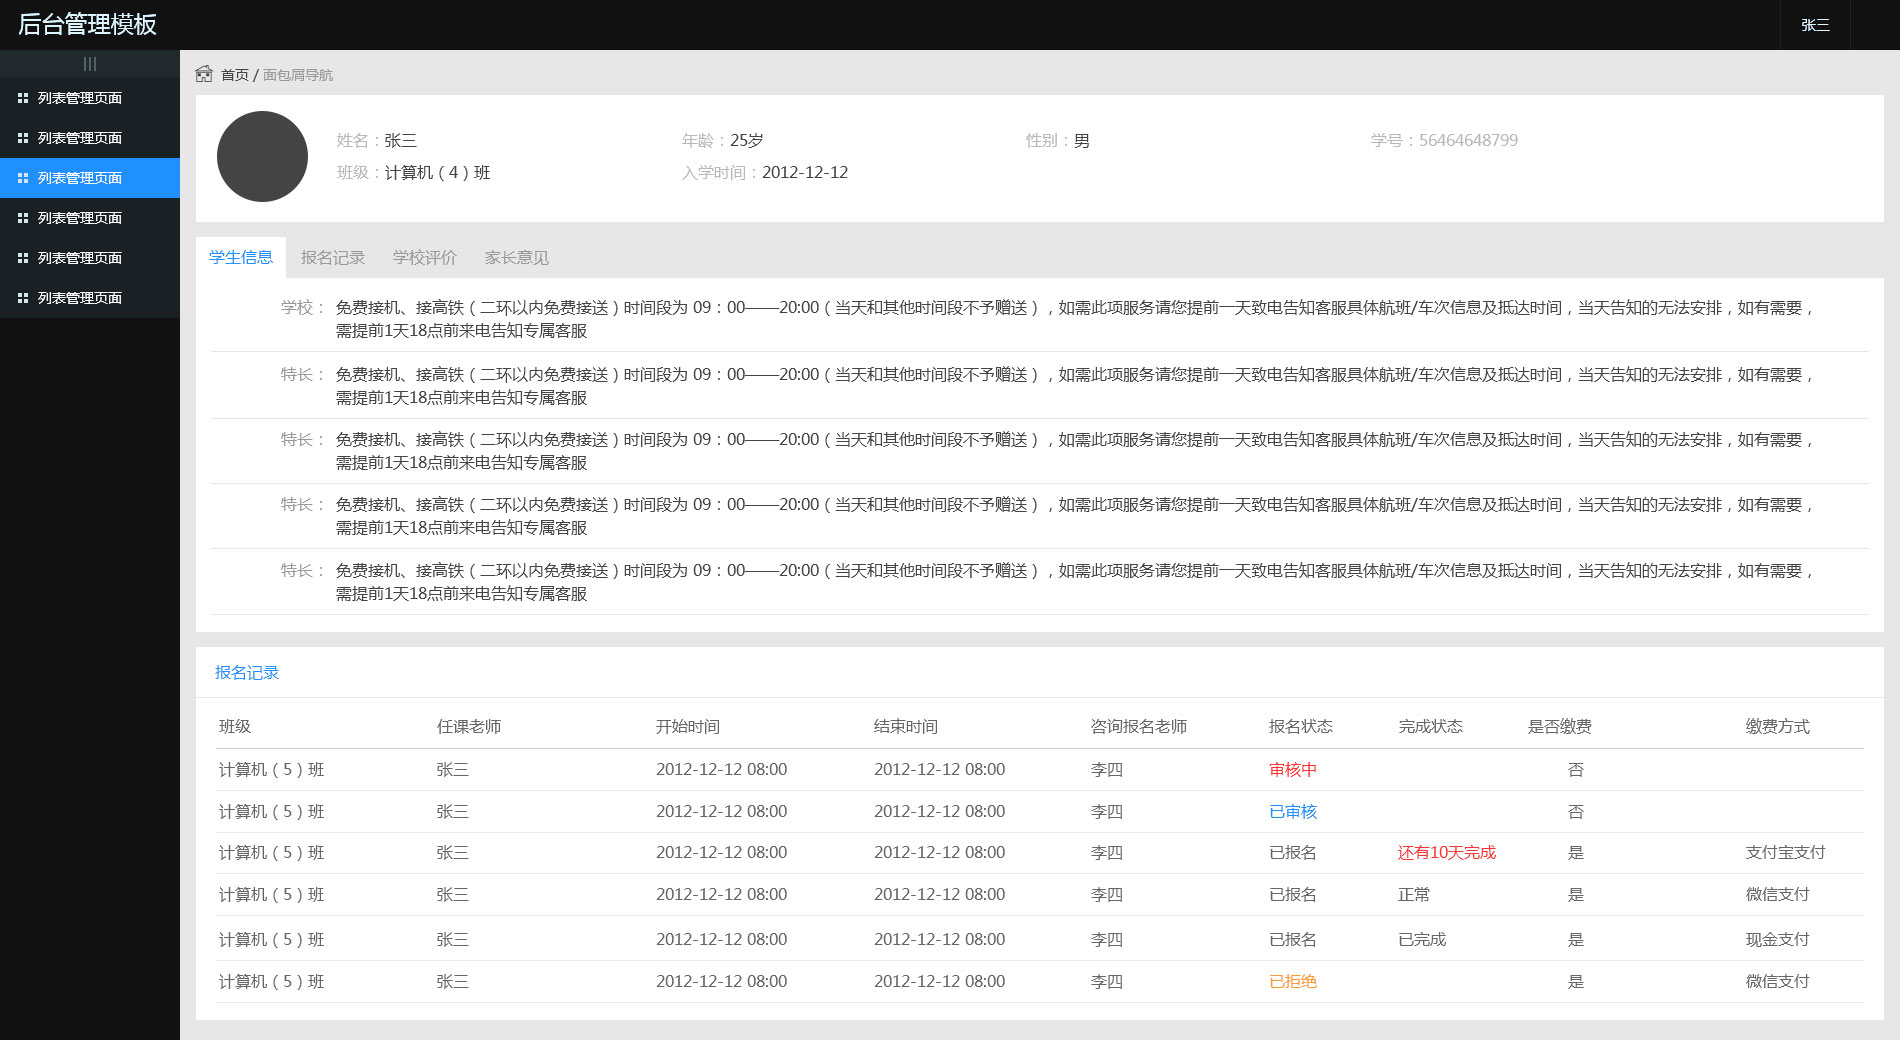 后台管理模板
张三
首页 / 面包屑导航
列表管理页面
列表管理页面
列表管理页面
列表管理页面
列表管理页面
列表管理页面
姓名：张三 年龄：25岁 性别：男 学号：56464648799
班级：计算机（4）班 入学时间：2012-12-12
学生信息 报名记录 学校评价 家长意见
学校： 免费接机、接高铁（二环以内免费接送）时间段为 09：00——20:00（当天和其他时间段不予赠送），如需此项服务请您提前一天致电告知客服具体航班/车次信息及抵达时间，当天告知的无法安排，如有需要，
需提前1天18点前来电告知专属客服
特长： 免费接机、接高铁（二环以内免费接送）时间段为 09：00——20:00（当天和其他时间段不予赠送），如需此项服务请您提前一天致电告知客服具体航班/车次信息及抵达时间，当天告知的无法安排，如有需要，
需提前1天18点前来电告知专属客服
特长： 免费接机、接高铁（二环以内免费接送）时间段为 09：00——20:00（当天和其他时间段不予赠送），如需此项服务请您提前一天致电告知客服具体航班/车次信息及抵达时间，当天告知的无法安排，如有需要，
需提前1天18点前来电告知专属客服
特长： 免费接机、接高铁（二环以内免费接送）时间段为 09：00——20:00（当天和其他时间段不予赠送），如需此项服务请您提前一天致电告知客服具体航班/车次信息及抵达时间，当天告知的无法安排，如有需要，
需提前1天18点前来电告知专属客服
特长： 免费接机、接高铁（二环以内免费接送）时间段为 09：00——20:00（当天和其他时间段不予赠送），如需此项服务请您提前一天致电告知客服具体航班/车次信息及抵达时间，当天告知的无法安排，如有需要，
需提前1天18点前来电告知专属客服
报名记录
班级 任课老师 开始时间 结束时间 咨询报名老师 报名状态 完成状态 是否缴费 缴费方式
计算机（5）班 张三 2012-12-12 08:00 2012-12-12 08:00 李四 审核中 否
计算机（5）班 张三 2012-12-12 08:00 2012-12-12 08:00 李四 已审核 否
计算机（5）班 张三 2012-12-12 08:00 2012-12-12 08:00 李四 已报名 还有10天完成 是 支付宝支付
计算机（5）班 张三 2012-12-12 08:00 2012-12-12 08:00 李四 已报名 正常 是 微信支付
计算机（5）班 张三 2012-12-12 08:00 2012-12-12 08:00 李四 已报名 已完成 是 现金支付
计算机（5）班 张三 2012-12-12 08:00 2012-12-12 08:00 李四 已拒绝 是 微信支付